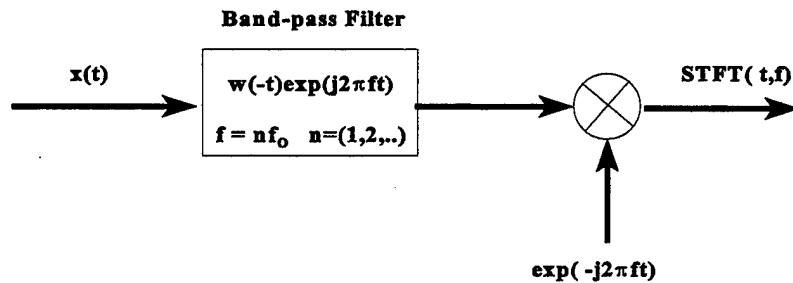 Band-pass Filter
x(t)
w(-t)exp(j2πft)
f = nf₀ n=(1,2,..)
STFT( t,f)
exp( -j2πft)